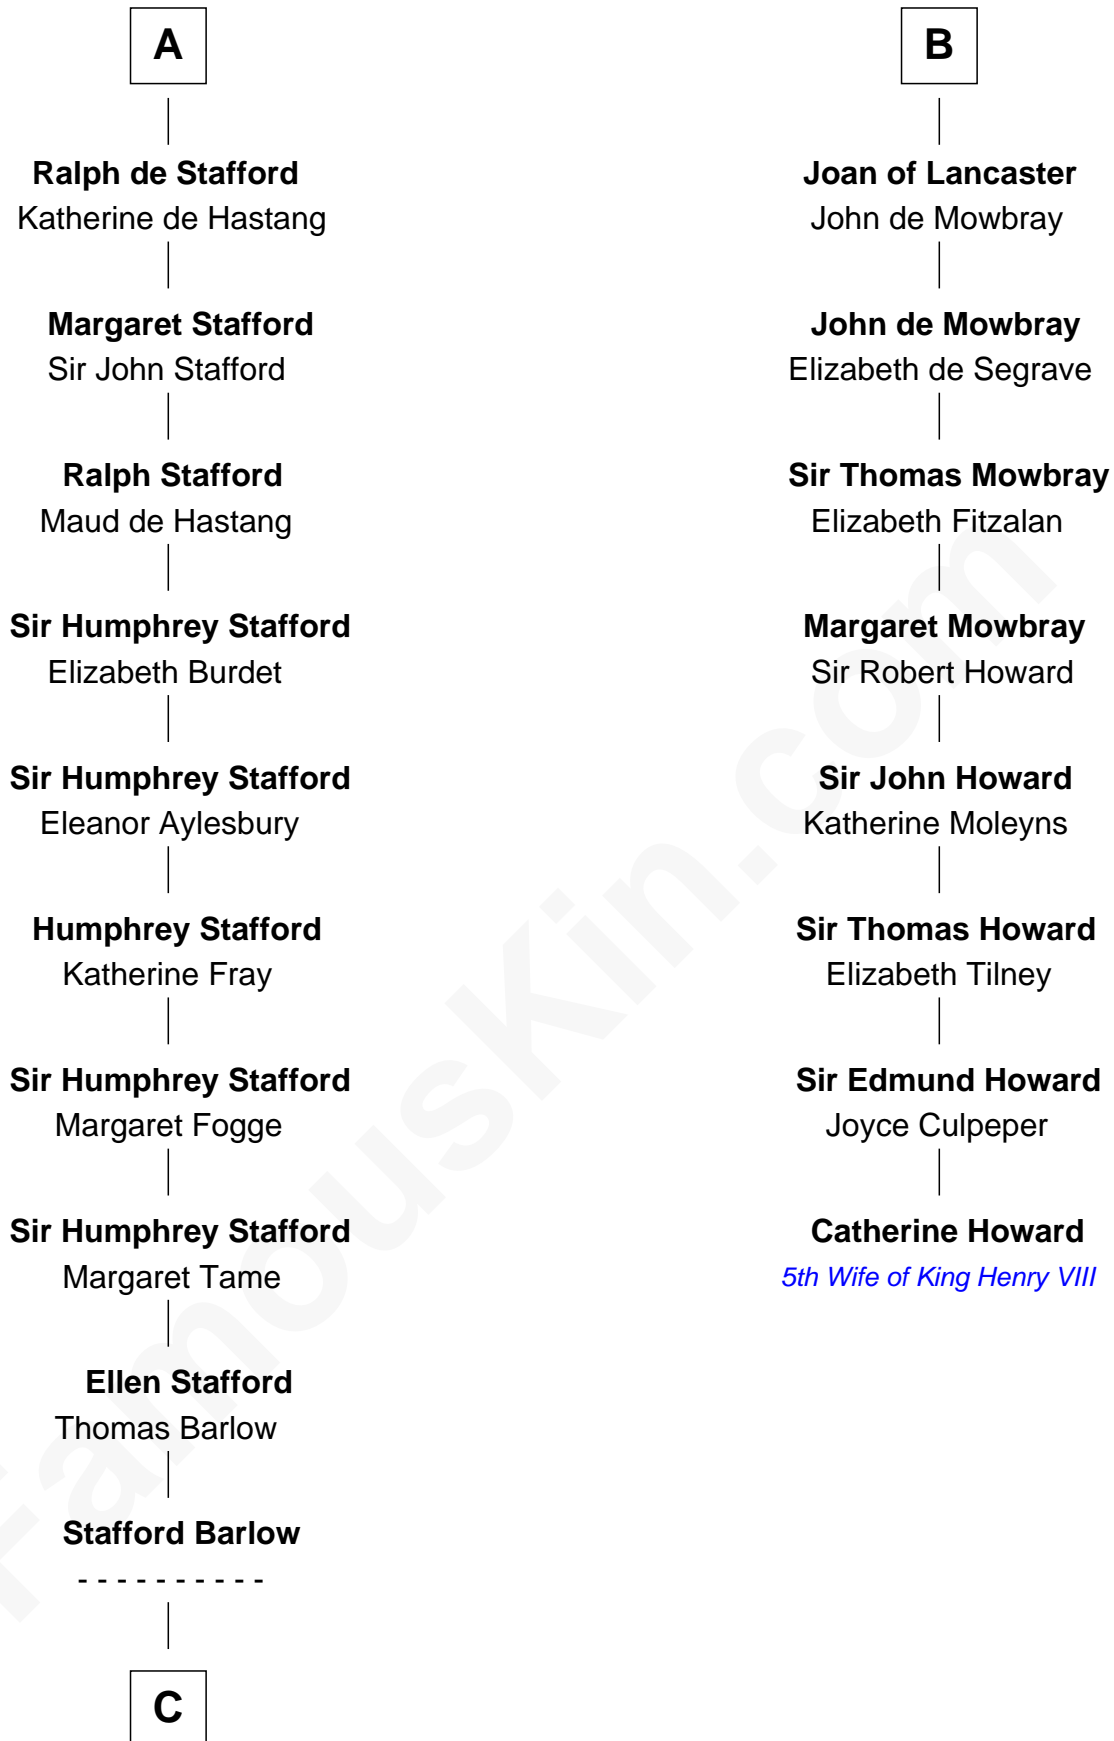 A
Ralph de Stafford
Katherine de Hastang
Margaret Stafford
Sir John Stafford
Ralph Stafford
Maud de Hastang
Sir Humphrey Stafford
Elizabeth Burdet
Sir Humphrey Stafford
Eleanor Aylesbury
Humphrey Stafford
Katherine Fray
Sir Humphrey Stafford
Margaret Fogge
Sir Humphrey Stafford
Margaret Tame
Ellen Stafford
Thomas Barlow
Stafford Barlow
- - - - - - - - - -
C
B
Joan of Lancaster
John de Mowbray
John de Mowbray
Elizabeth de Segrave
Sir Thomas Mowbray
Elizabeth Fitzalan
Margaret Mowbray
Sir Robert Howard
Sir John Howard
Katherine Moleyns
Sir Thomas Howard
Elizabeth Tilney
Sir Edmund Howard
Joyce Culpeper
Catherine Howard
5th Wife of King Henry VIII
FamousKin.com